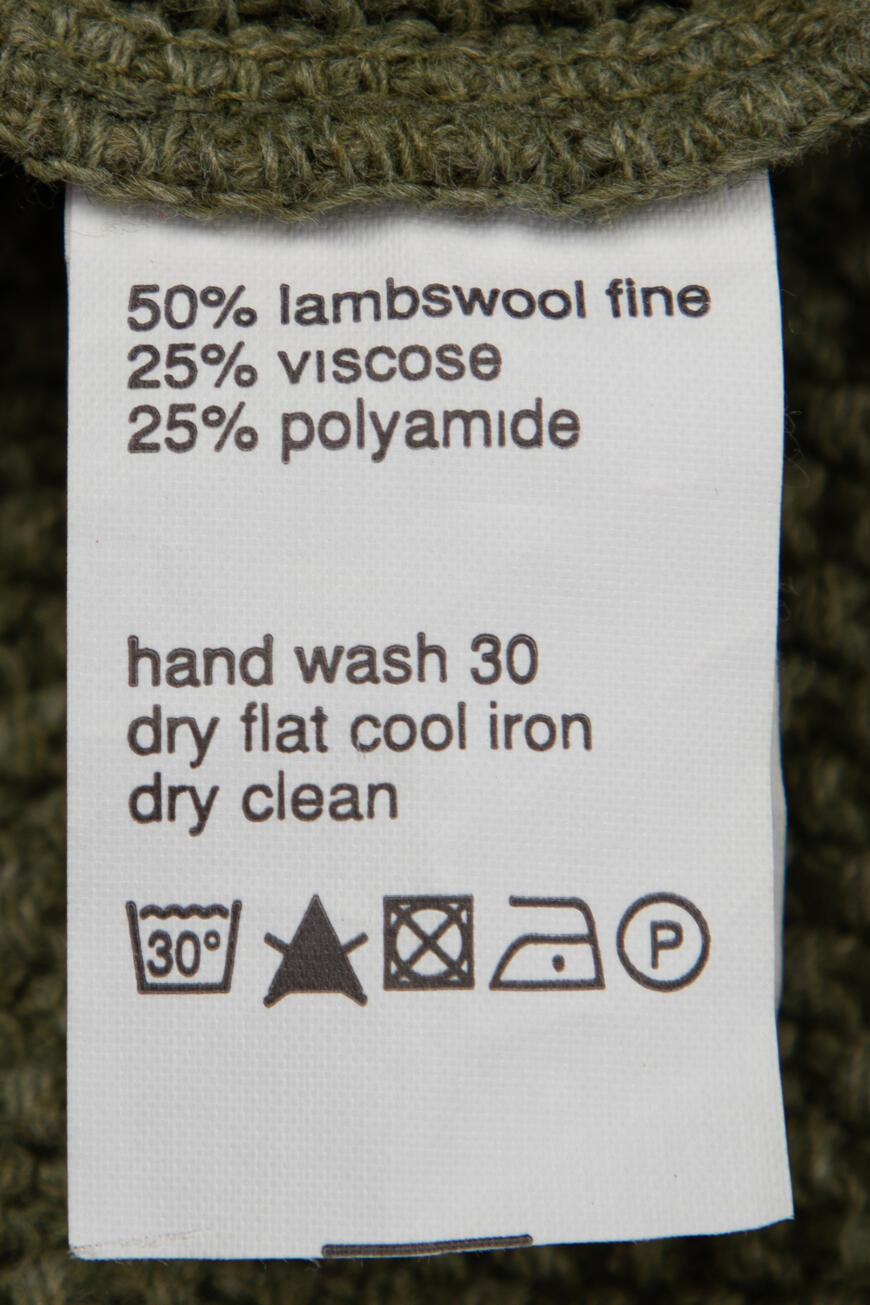 50% lambswool fine
25% viscose
25% polyamide
hand wash 30
dry flat cool iron
dry clean
30° P